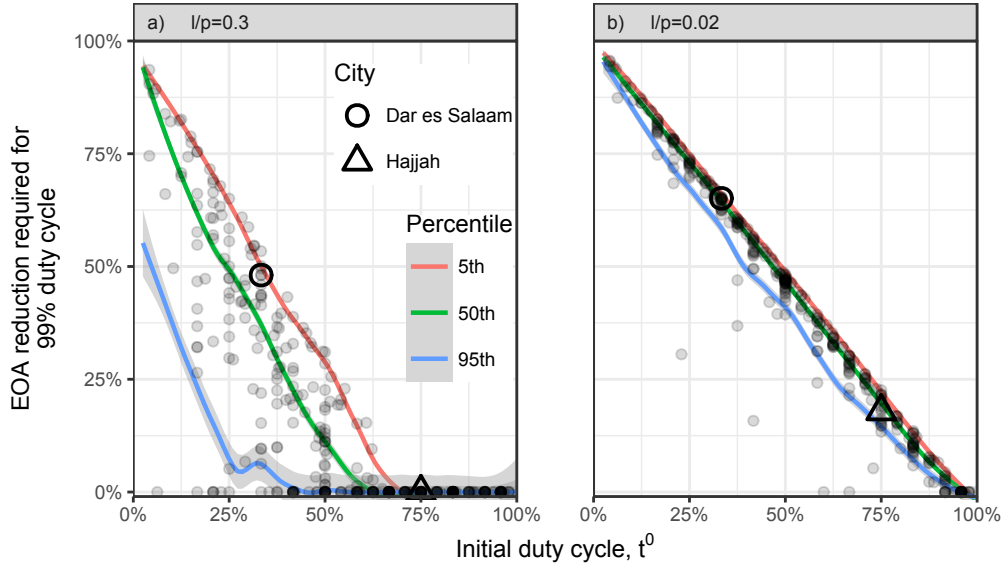 a) l/p=0.3
b) l/p=0.02
100%
75%
50%
25%
0%
EOA reduction required for
99% duty cycle
City
Dar es Salaam
Hajjah
Percentile
5th
50th
95th
0%
25%
50%
75%
100%
0%
25%
50%
75%
100%
Initial duty cycle, t⁰